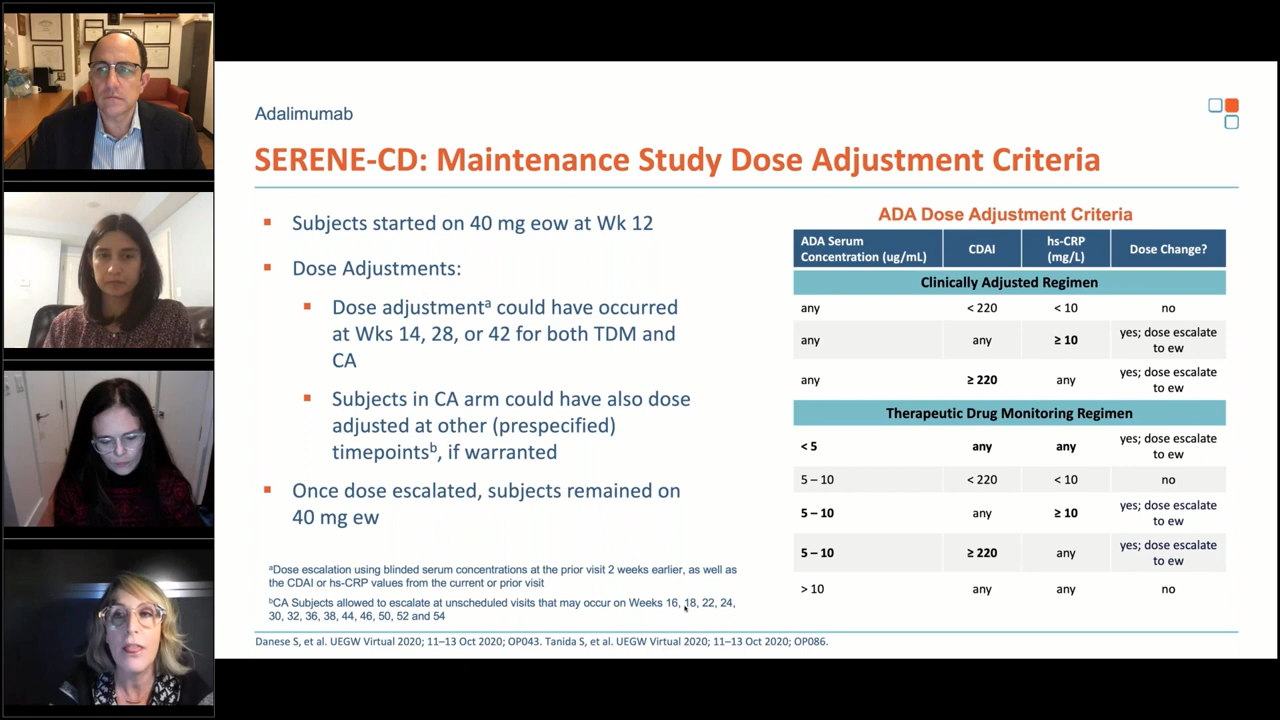 Adalimumab
SERENE-CD: Maintenance Study Dose Adjustment Criteria
▪ Subjects started on 40 mg eow at Wk 12
▪ Dose Adjustments:
▪ Dose adjustmentᵃ could have occurred
at Wks 14, 28, or 42 for both TDM and
CA
▪ Subjects in CA arm could have also dose
adjusted at other (prespecified)
timepointsᵇ, if warranted
▪ Once dose escalated, subjects remained on
40 mg ew
ᵃDose escalation using blinded serum concentrations at the prior visit 2 weeks earlier, as well as
the CDAI or hs-CRP values from the current or prior visit
ᵇCA Subjects allowed to escalate at unscheduled visits that may occur on Weeks 16, 18, 22, 24,
30, 32, 36, 38, 44, 46, 50, 52 and 54
ADA Dose Adjustment Criteria
ADA Serum
Concentration (ug/mL) CDAI hs-CRP
(mg/L) Dose Change?
Clinically Adjusted Regimen
any < 220 < 10 no
any any ≥ 10 yes; dose escalate
to ew
any ≥ 220 any yes; dose escalate
to ew
Therapeutic Drug Monitoring Regimen
< 5 any any yes; dose escalate
to ew
5 – 10 < 220 < 10 no
5 – 10 any ≥ 10 yes; dose escalate
to ew
5 – 10 ≥ 220 any yes; dose escalate
to ew
> 10 any any no
Danese S, et al. UEGW Virtual 2020; 11–13 Oct 2020; OP043. Tanida S, et al. UEGW Virtual 2020; 11–13 Oct 2020; OP086.